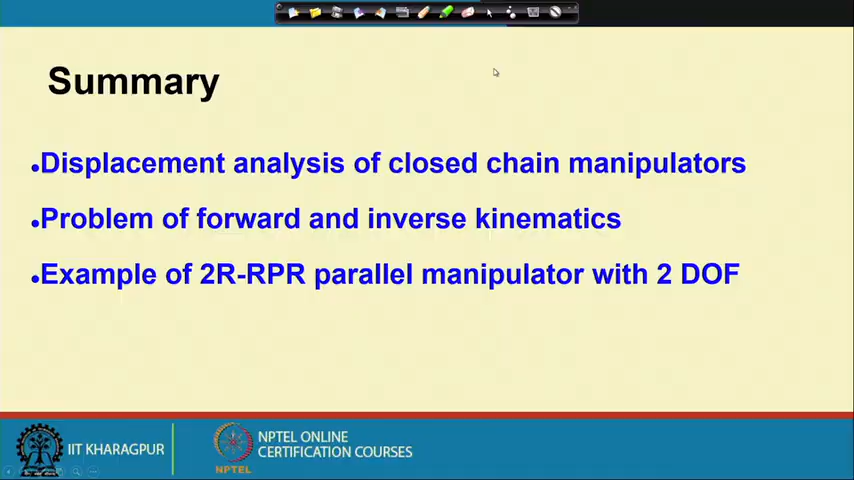 Summary
Displacement analysis of closed chain manipulators
Problem of forward and inverse kinematics
Example of 2R-RPR parallel manipulator with 2 DOF
IIT KHARAGPUR
NPTEL
NPTEL ONLINE
CERTIFICATION COURSES